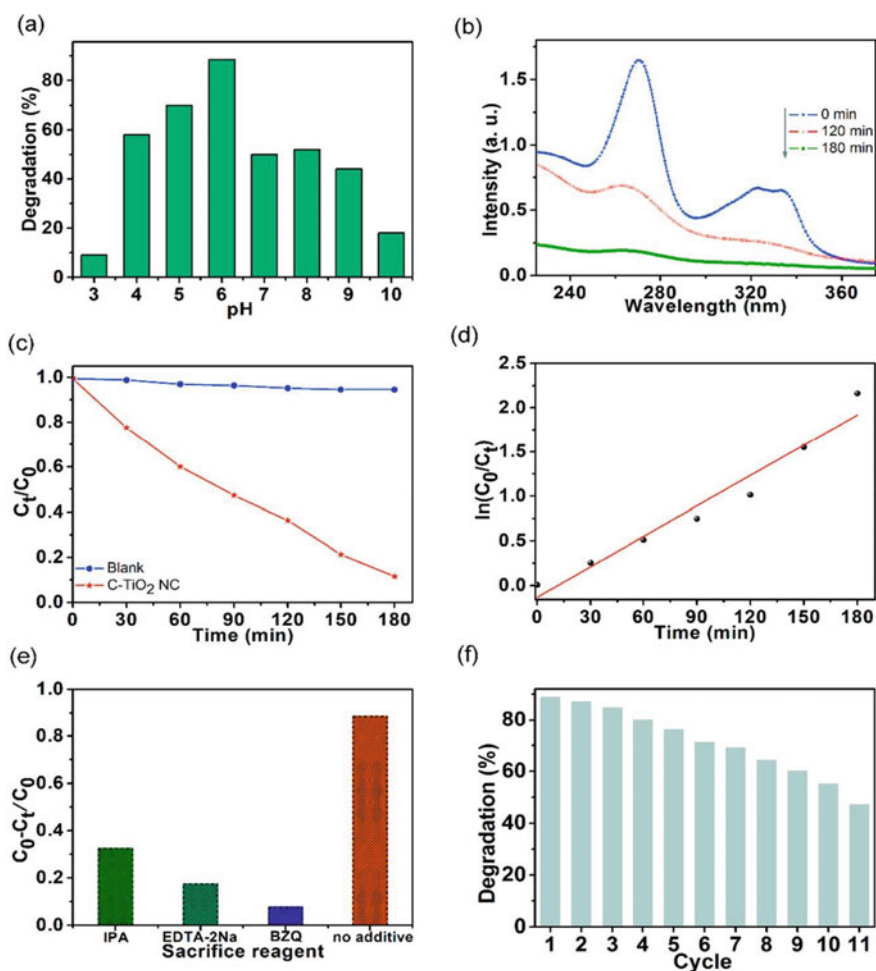 (a)
Degradation (%)
80
60
40
20
0
3 4 5 6 7 8 9 10
pH
(b)
Intensity (a. u.)
1.5
1.0
0.5
0.0
0 min
120 min
180 min
240 280 320 360
Wavelength (nm)
(c)
Cₜ/C₀
1.0
0.8
0.6
0.4
0.2
0.0
Blank
C-TiO₂ NC
0 30 60 90 120 150 180
Time (min)
(d)
ln(C₀/Cₜ)
2.5
2.0
1.5
1.0
0.5
0.0
0 30 60 90 120 150 180
Time (min)
(e)
C₀-Cₜ/C₀
1.0
0.8
0.6
0.4
0.2
0.0
IPA EDTA-2Na BZQ no additive
Sacrifice reagent
(f)
Degradation (%)
80
60
40
20
0
1 2 3 4 5 6 7 8 9 10 11
Cycle